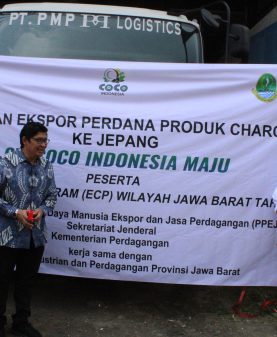 PT. PMP LOGISTICS
COCO
INDONESIA
AN EKSPOR PERDANA PRODUK CHARC
KE JEPANG
COCO INDONESIA MAJU
PESERTA
RAM (ECP) WILAYAH JAWA BARAT TAH
Daya Manusia Ekspor dan Jasa Perdagangan (PPEJ
Sekretariat Jenderal
Kementerian Perdagangan
kerja sama dengan
ustrian dan Perdagangan Provinsi Jawa Barat